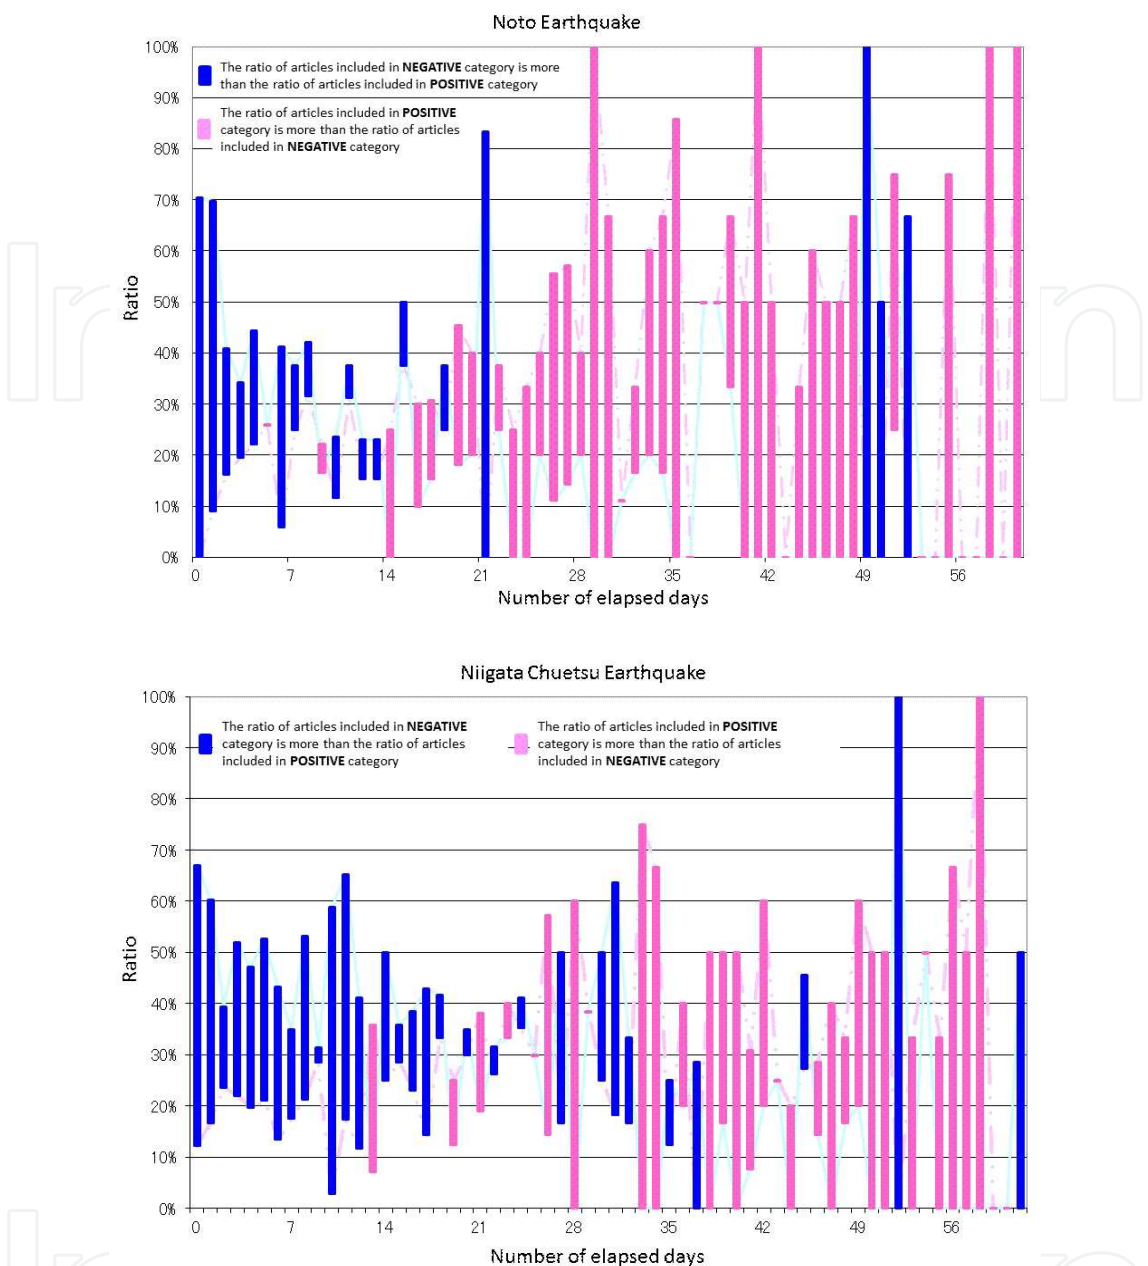 Noto Earthquake
100%
90%
80%
70%
60%
50%
40%
30%
20%
10%
0%
Ratio
The ratio of articles included in NEGATIVE category is more
than the ratio of articles included in POSITIVE category
The ratio of articles included in POSITIVE
category is more than the ratio of articles
included in NEGATIVE category
0 7 14 21 28 35 42 49 56
Number of elapsed days
Niigata Chuetsu Earthquake
100%
90%
80%
70%
60%
50%
40%
30%
20%
10%
0%
Ratio
The ratio of articles included in NEGATIVE
category is more than the ratio of articles
included in POSITIVE category
The ratio of articles included in POSITIVE
category is more than the ratio of articles
included in NEGATIVE category
0 7 14 21 28 35 42 49 56
Number of elapsed days